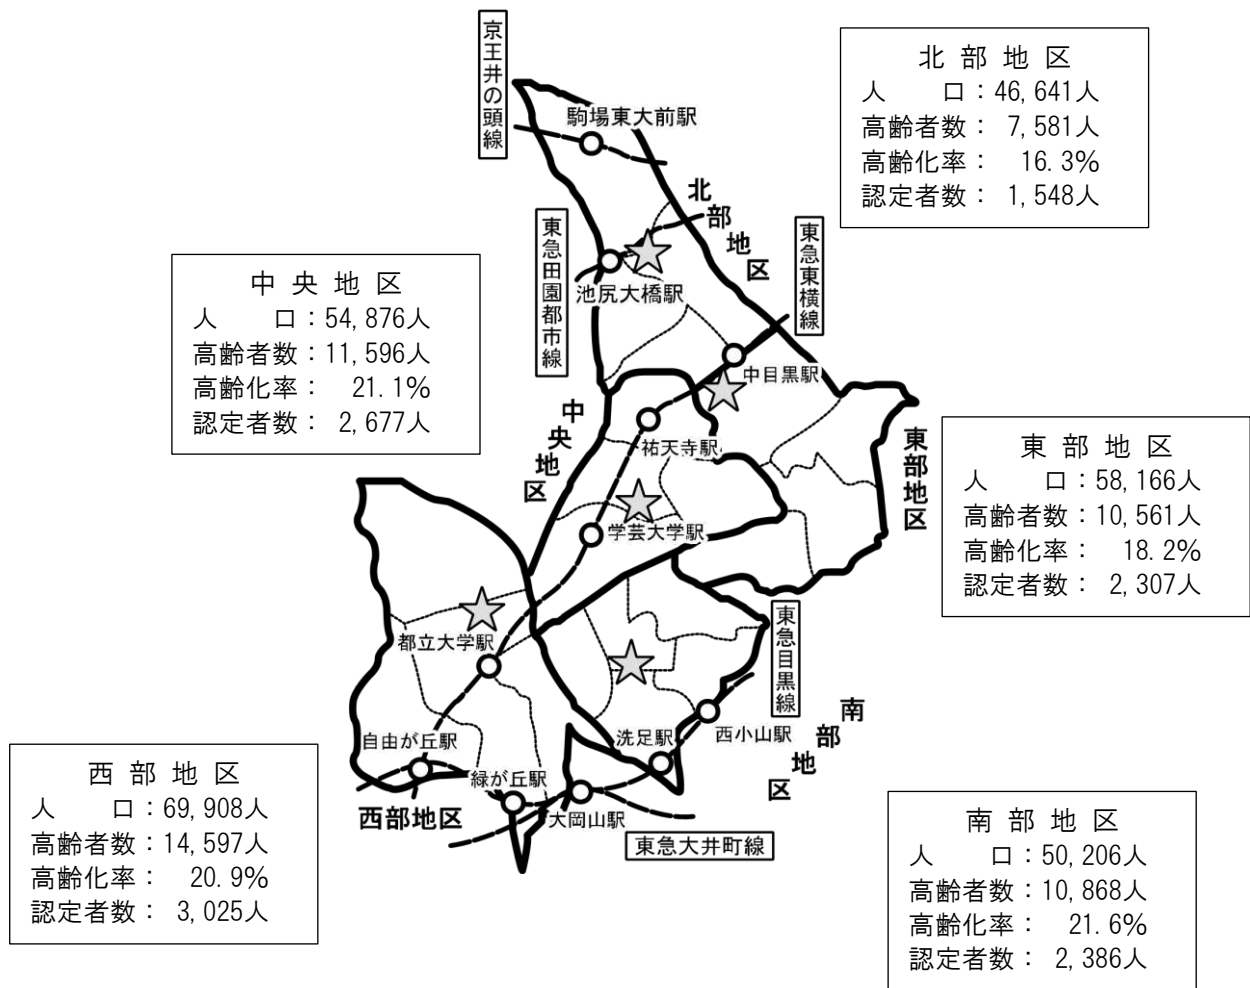 京王井の頭線
駒場東大前駅
北部地区
人　　口：46,641人
高齢者数： 7,581人
高齢化率：　16.3%
認定者数： 1,548人
北部地区
東急田園都市線
池尻大橋駅
東急東横線
中目黒駅
中央地区
人　　口：54,876人
高齢者数：11,596人
高齢化率：　21.1%
認定者数： 2,677人
中央地区
祐天寺駅
学芸大学駅
東部地区
東部地区
人　　口：58,166人
高齢者数：10,561人
高齢化率：　18.2%
認定者数： 2,307人
都立大学駅
東急目黒線
南部地区
西小山駅
洗足駅
自由が丘駅
緑が丘駅
大岡山駅
西部地区
東急大井町線
西部地区
人　　口：69,908人
高齢者数：14,597人
高齢化率：　20.9%
認定者数： 3,025人
南部地区
人　　口：50,206人
高齢者数：10,868人
高齢化率：　21.6%
認定者数： 2,386人